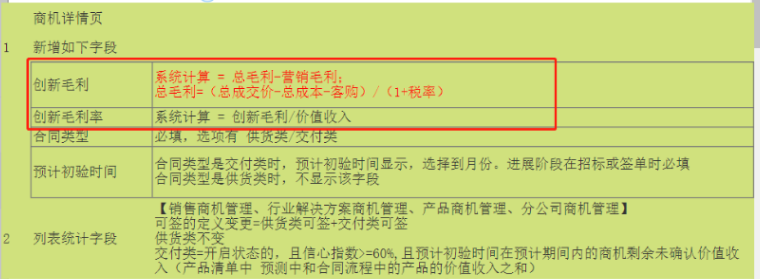 商机详情页
1 新增如下字段
创新毛利 系统计算 = 总毛利-营销毛利;
总毛利=（总成交价-总成本-客购）/（1+税率）
创新毛利率 系统计算 = 创新毛利/价值收入
合同类型 必填，选项有 供货类/交付类
预计初验时间 合同类型是交付类时，预计初验时间显示，选择到月份。进展阶段在招标或签单时必填
合同类型是供货类时，不显示该字段
【销售商机管理、行业解决方案商机管理、产品商机管理、分公司商机管理】
可签的定义变更=供货类可签+交付类可签
2 列表统计字段 供货类不变
交付类=开启状态的，且信心指数>=60%,且预计初验时间在预计期间内的商机剩余未确认价值收
入（产品清单中 预测中和合同流程中的产品的价值收入之和）